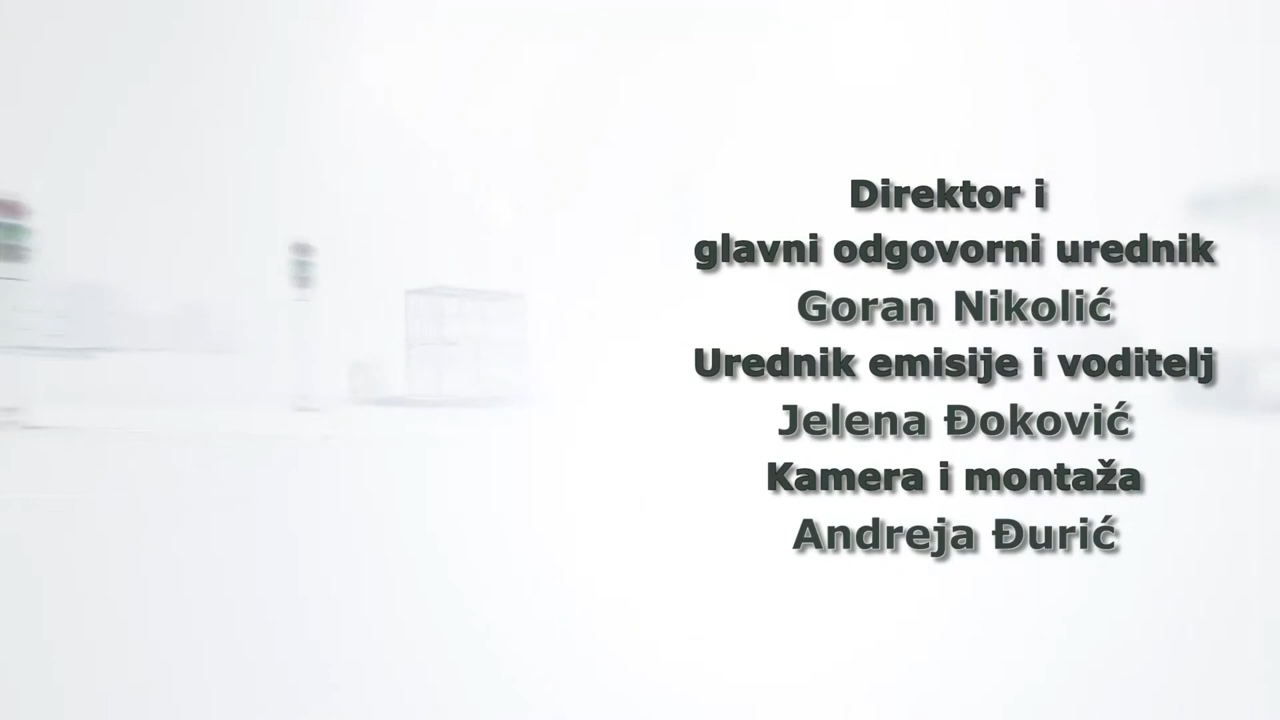 Direktor i
glavni odgovorni urednik
Goran Nikolić
Urednik emisije i voditelj
Jelena Đoković
Kamera i montaža
Andreja Đurić